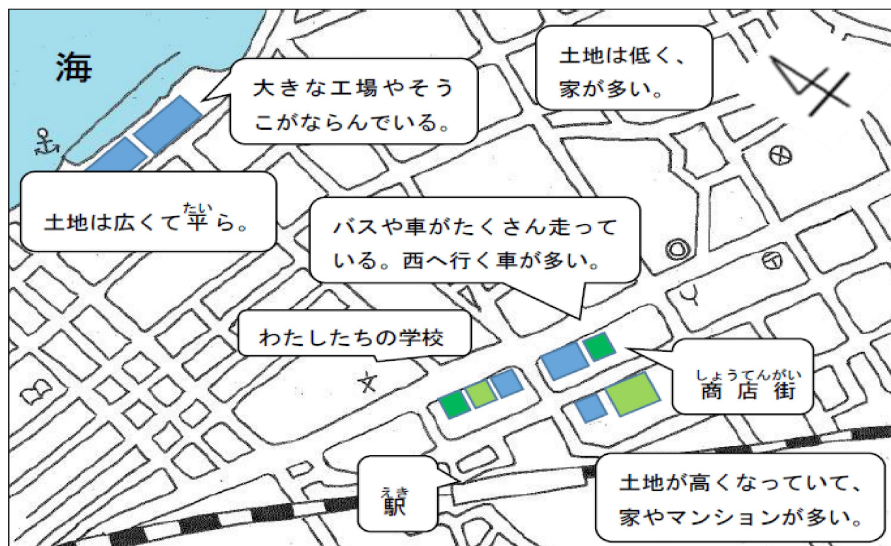 海
土地は低く、
家が多い。
大きな工場やそう
こがならんでいる。
土地は広くて平ら。
たい
バスや車がたくさん走って
いる。西へ行く車が多い。
わたしたちの学校
文
しょうてんがい
商店街
えき
駅
土地が高くなっていて、
家やマンションが多い。